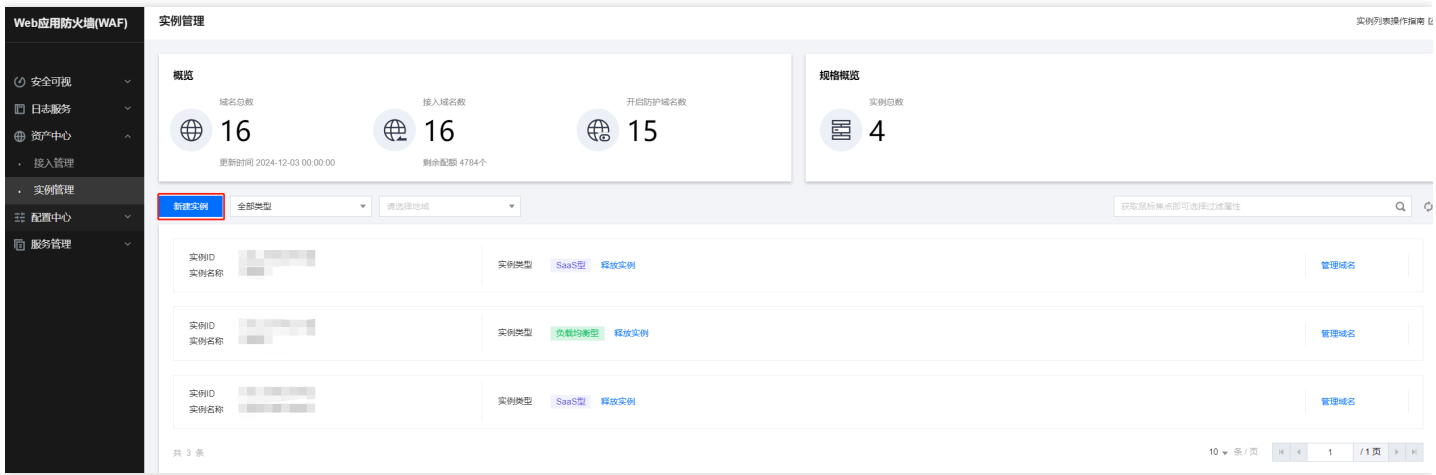 Web应用防火墙(WAF)
实例管理
实例列表操作指南
安全可视
日志服务
资产中心
· 接入管理
· 实例管理
配置中心
服务管理
概览
域名总数
16
更新时间 2024-12-03 00:00:00
接入域名数
16
剩余配额 4784个
开启防护域名数
15
规格概览
实例总数
4
新建实例
全部类型
请选择地域
获取鼠标焦点即可选择过滤属性
实例ID
实例名称
实例类型 SaaS型 释放实例
管理域名
实例ID
实例名称
实例类型 负载均衡型 释放实例
管理域名
实例ID
实例名称
实例类型 SaaS型 释放实例
管理域名
共 3 条
10 条 / 页 1 / 1 页